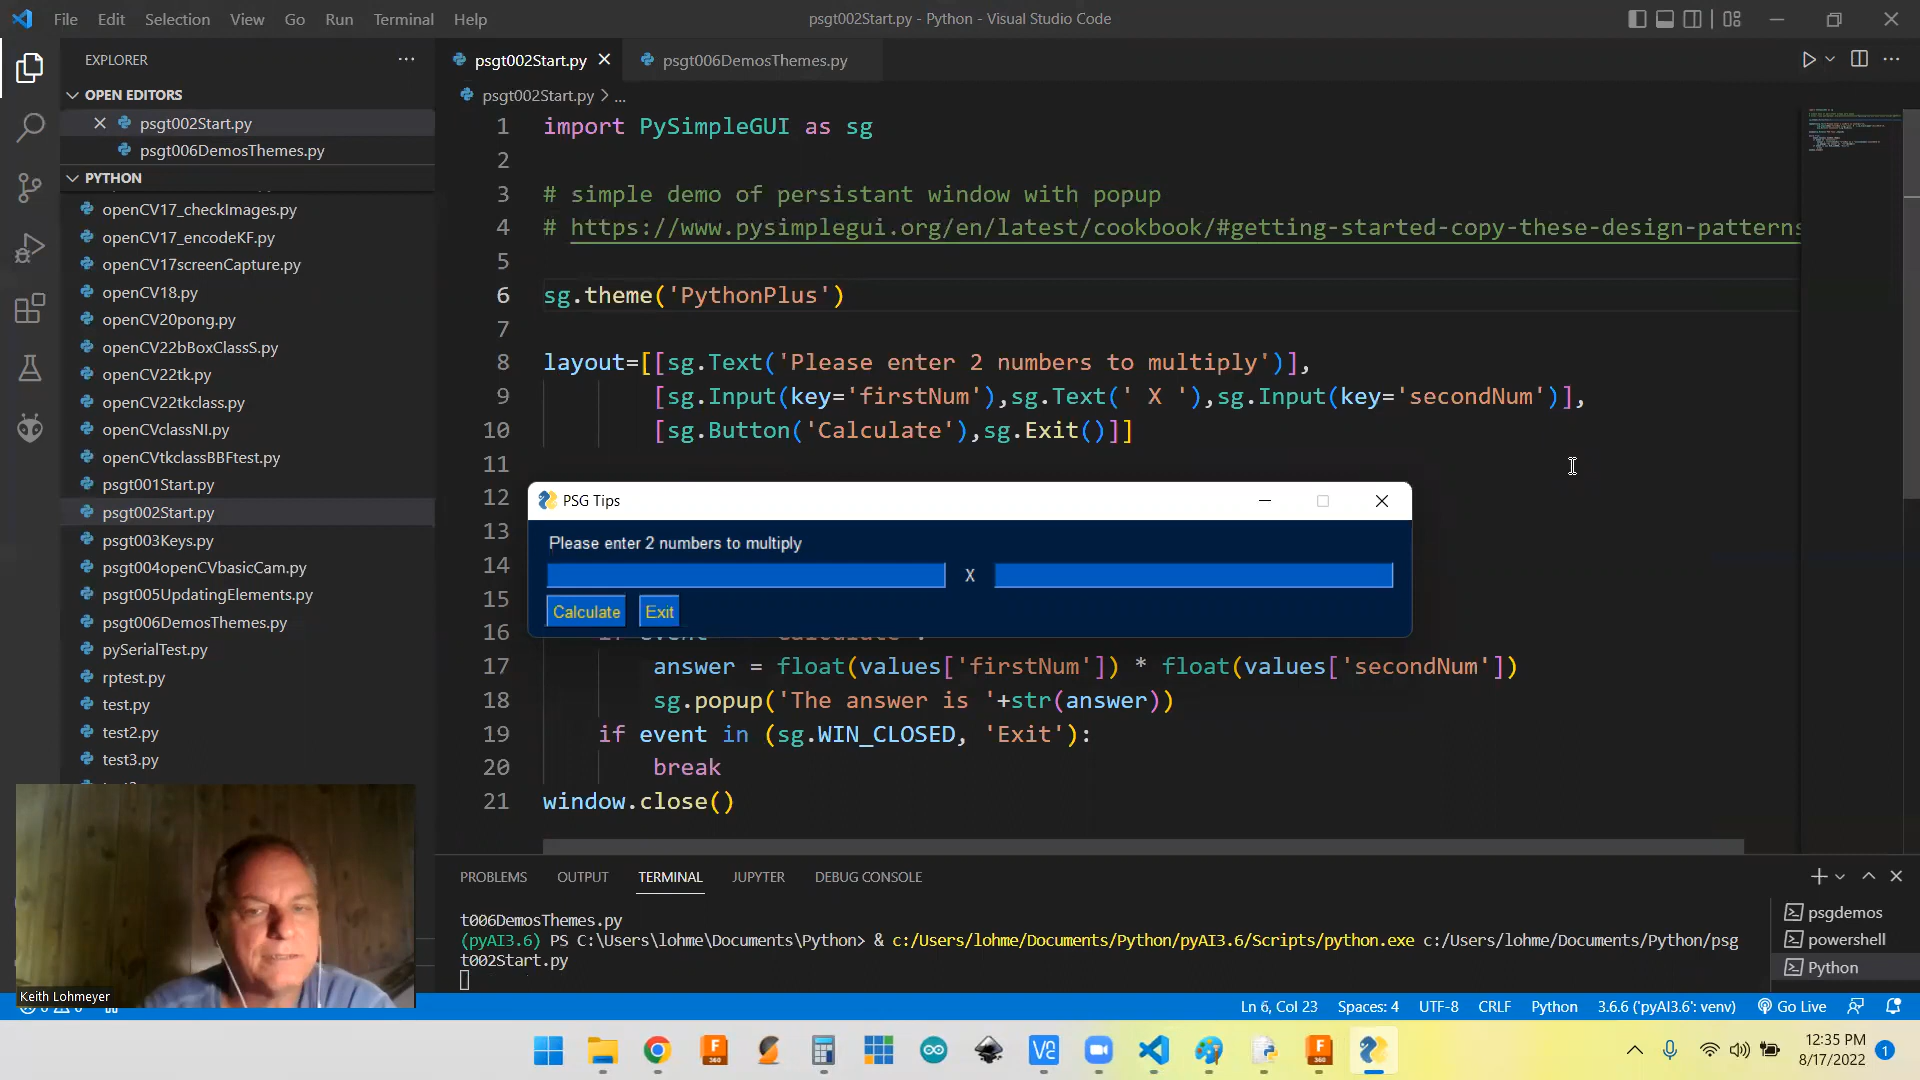 File Edit Selection View Go Run Terminal Help
psgt002Start.py - Python - Visual Studio Code
EXPLORER
OPEN EDITORS
psgt002Start.py
psgt006DemosThemes.py
PYTHON
openCV17_checkImages.py
openCV17_encodeKF.py
openCV17screenCapture.py
openCV18.py
openCV20pong.py
openCV22bBoxClassS.py
openCV22tk.py
openCV22tkclass.py
openCVclassNI.py
openCVtkclassBBFtest.py
psgt001Start.py
psgt002Start.py
psgt003Keys.py
psgt004openCVbasicCam.py
psgt005UpdatingElements.py
psgt006DemosThemes.py
pySerialTest.py
rptest.py
test.py
test2.py
test3.py
Keith Lohmeyer
psgt002Start.py psgt006DemosThemes.py
psgt002Start.py > ...
1 import PySimpleGUI as sg
2
3 # simple demo of persistant window with popup
4 # https://www.pysimplegui.org/en/latest/cookbook/#getting-started-copy-these-design-patterns
5
6 sg.theme('PythonPlus')
7
8 layout=[[sg.Text('Please enter 2 numbers to multiply')],
9 [sg.Input(key='firstNum'),sg.Text(' X '),sg.Input(key='secondNum')],
10 [sg.Button('Calculate'),sg.Exit()]]
11
12
13
14
15
16
PSG Tips
Please enter 2 numbers to multiply
X
Calculate Exit
17 answer = float(values['firstNum']) * float(values['secondNum'])
18 sg.popup('The answer is '+str(answer))
19 if event in (sg.WIN_CLOSED, 'Exit'):
20 break
21 window.close()
PROBLEMS OUTPUT TERMINAL JUPYTER DEBUG CONSOLE
t006DemosThemes.py
(pyAI3.6) PS C:\Users\lohme\Documents\Python> & c:/Users/lohme/Documents/Python/pyAI3.6/Scripts/python.exe c:/Users/lohme/Documents/Python/psg
t002Start.py
psgdemos
powershell
Python
Ln 6, Col 23 Spaces: 4 UTF-8 CRLF Python 3.6.6 ('pyAI3.6': venv) Go Live
12:35 PM
8/17/2022
1